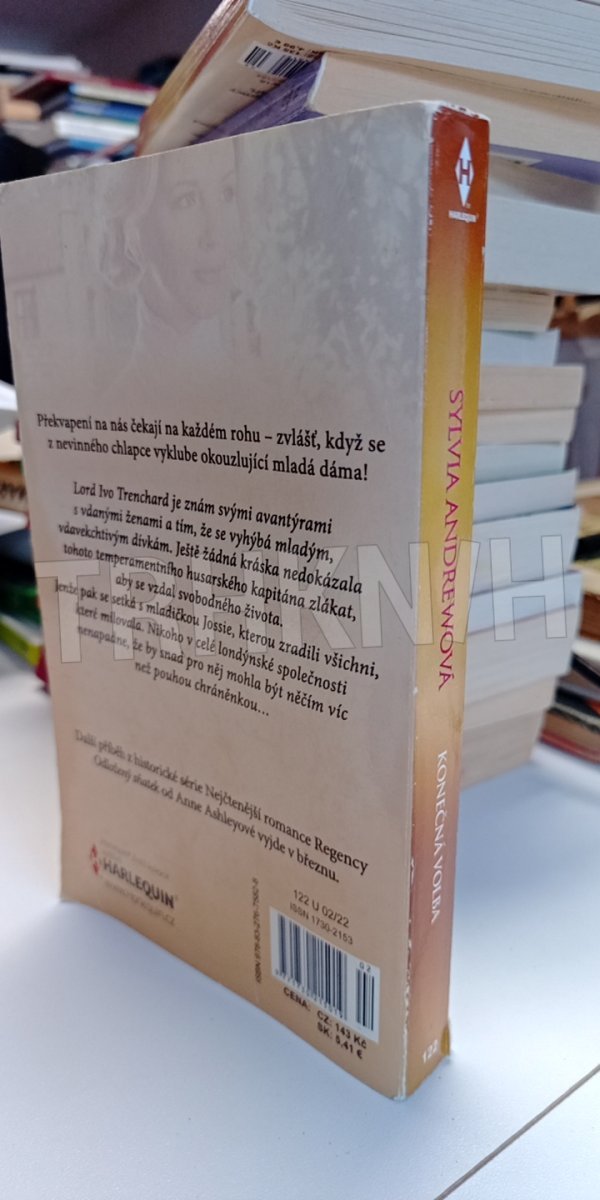 Překvapení na nás čekají na každém rohu – zvlášť, když se
z nevinného chlapce vyklube okouzlující mladá dáma!
Lord Ivo Trenchard je znám svými avantýrami
s vdanými ženami a tím, že se vyhýbá mladým,
vdavekchtivým dívkám. Ještě žádná kráska nedokázala
tohoto temperamentního husarského kapitána zlákat,
aby se vzdal svobodného života.
Jenže pak se setká s mladičkou Jossie, kterou zradili všichni,
které milovala. Nikoho v celé londýnské společnosti
nenapadne, že by snad pro něj mohla být něčím víc
než pouhou chráněnkou...
Další příběh z historické série Nejčtenější romance Regency
Odložený sňatek od Anne Ashleyové vyjde v březnu.
HARLEQUIN®
122 U 02/22
ISSN 1730-2153
02
CENA:
CZ: 143 Kč
SK: 5,41 €
H
HARLEQUIN®
SYLVIA ANDREWOVÁ
KONEČNÁ VOLBA
122